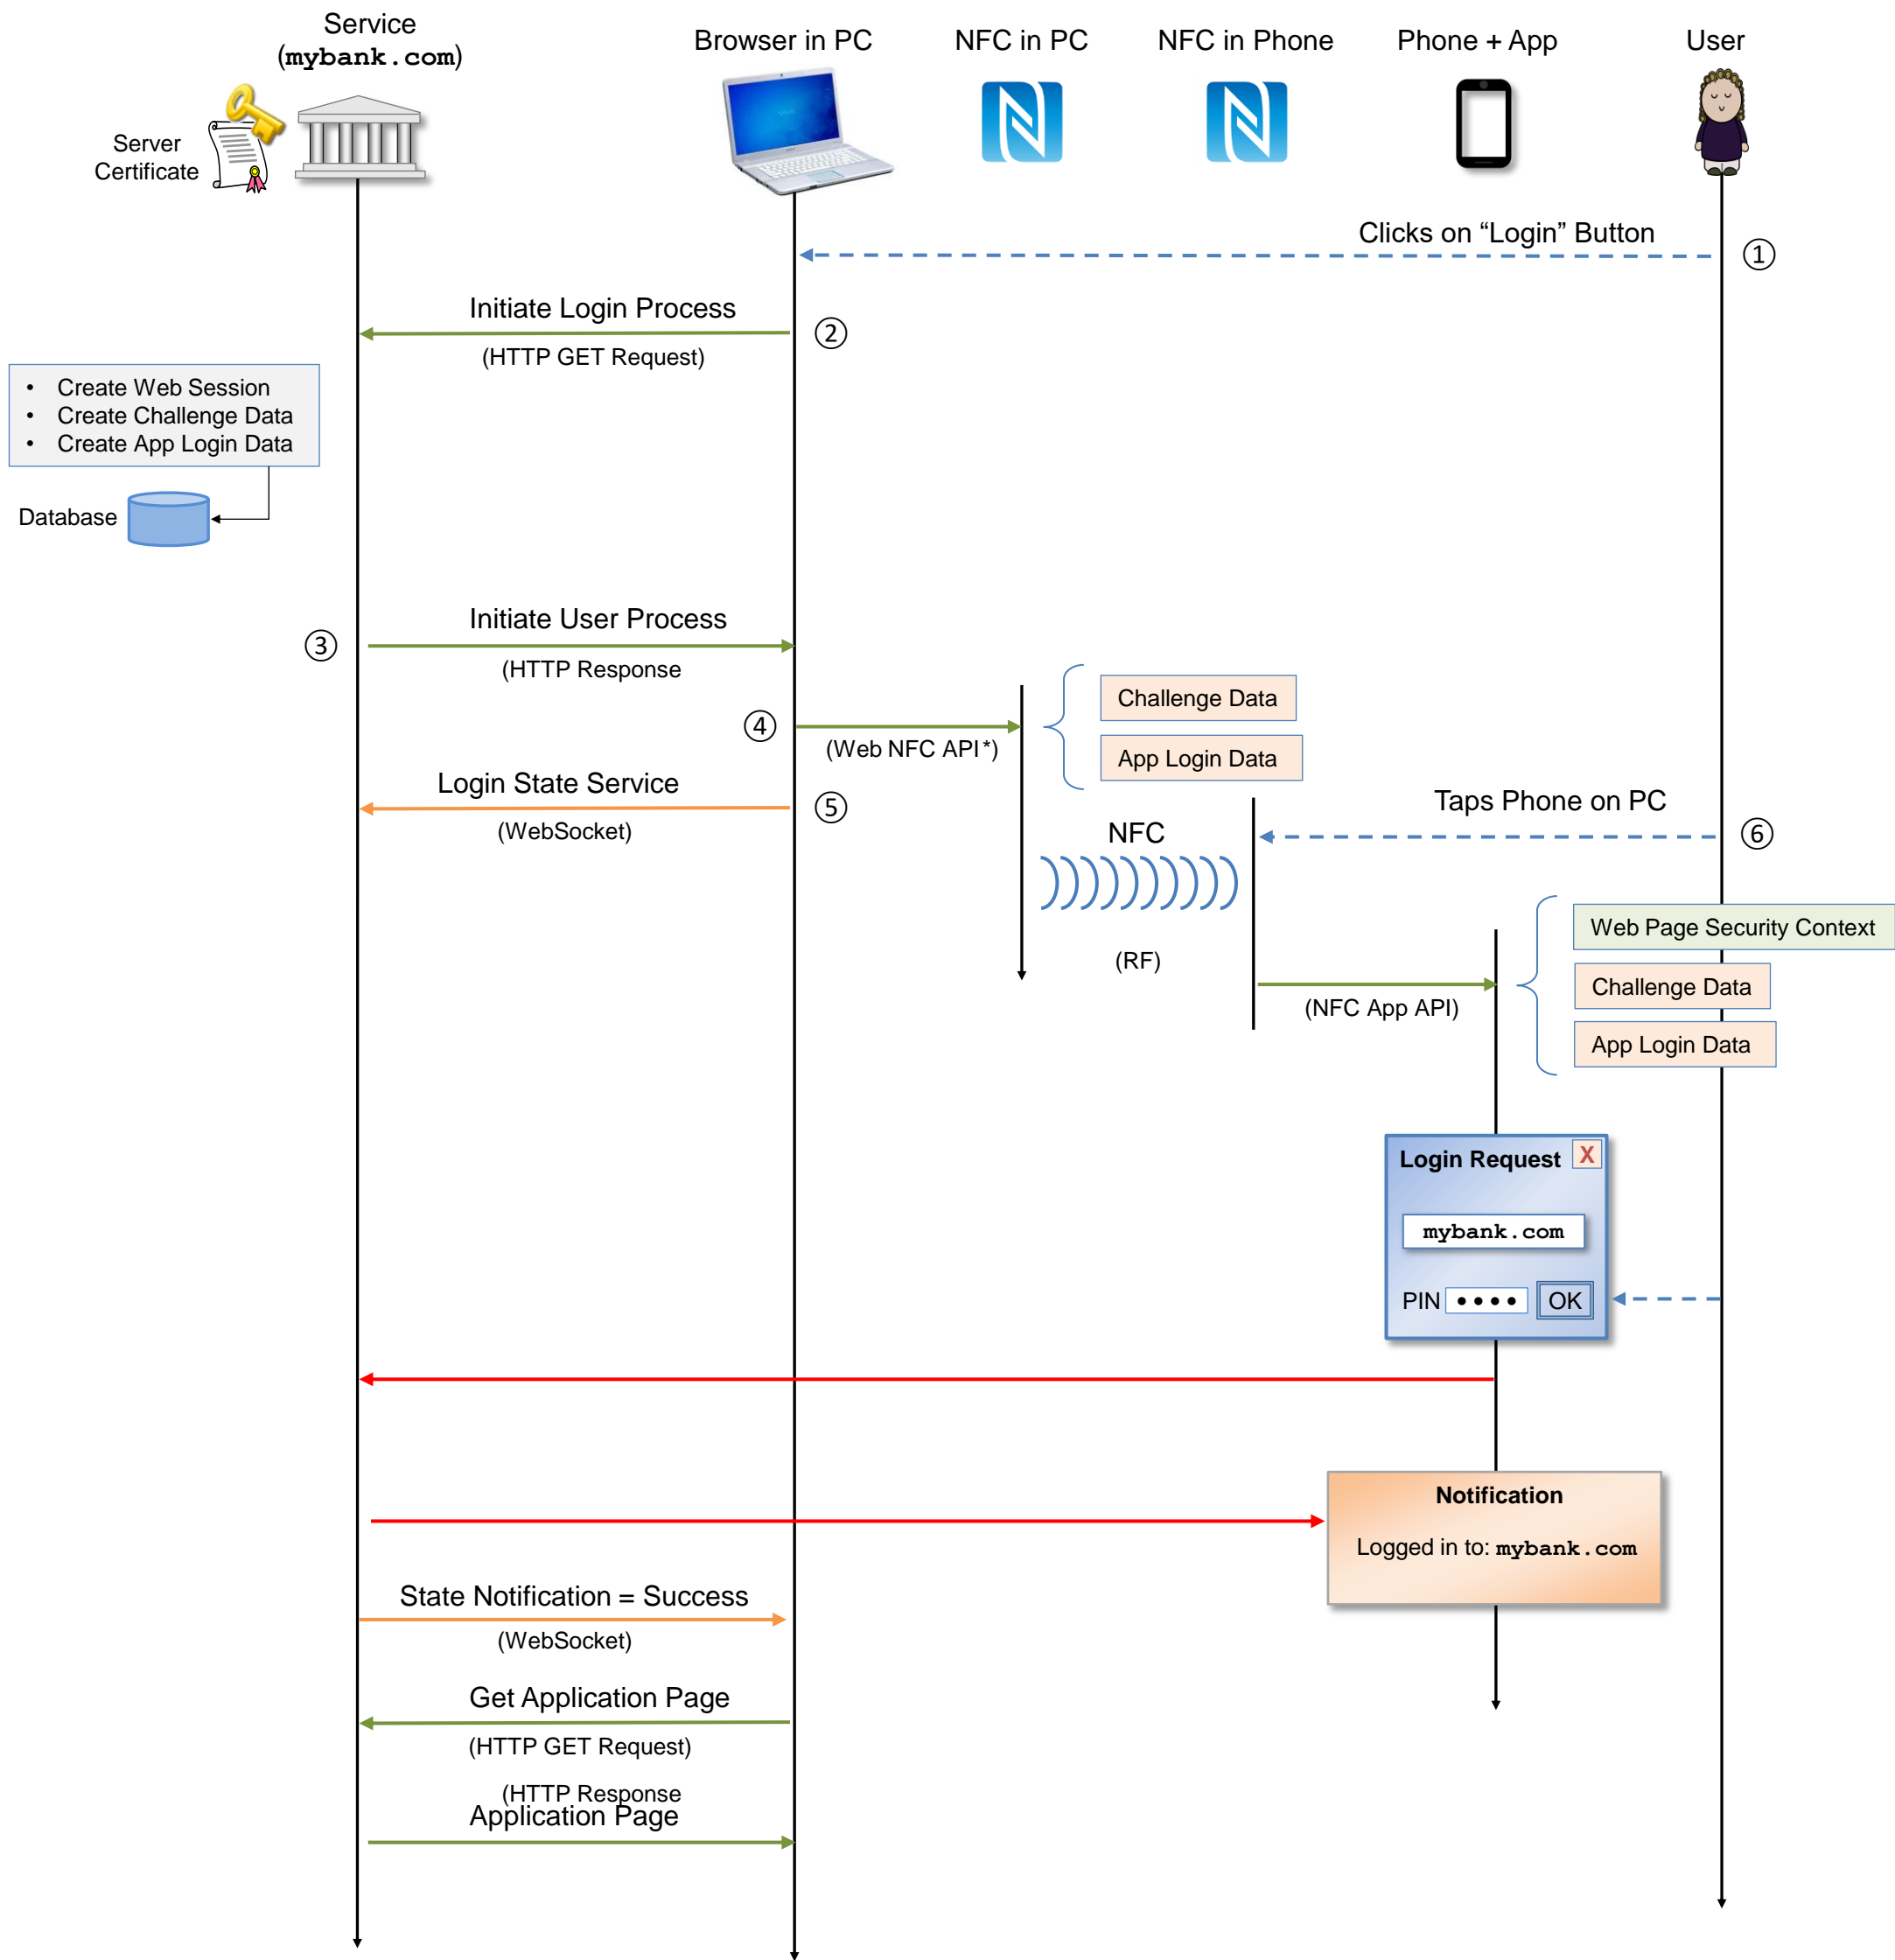 Service
(mybank.com)
Browser in PC
NFC in PC
NFC in Phone
Phone + App
User
Server
Certificate
Clicks on “Login” Button
①
Initiate Login Process
②
(HTTP GET Request)
• Create Web Session
• Create Challenge Data
• Create App Login Data
Database
Initiate User Process
③
(HTTP Response
Challenge Data
④
(Web NFC API*)
App Login Data
Login State Service
⑤
(WebSocket)
Taps Phone on PC
⑥
NFC
(RF)
Web Page Security Context
Challenge Data
(NFC App API)
App Login Data
Login Request
X
mybank.com
PIN •••• OK
Notification
Logged in to: mybank.com
State Notification = Success
(WebSocket)
Get Application Page
(HTTP GET Request)
(HTTP Response
Application Page